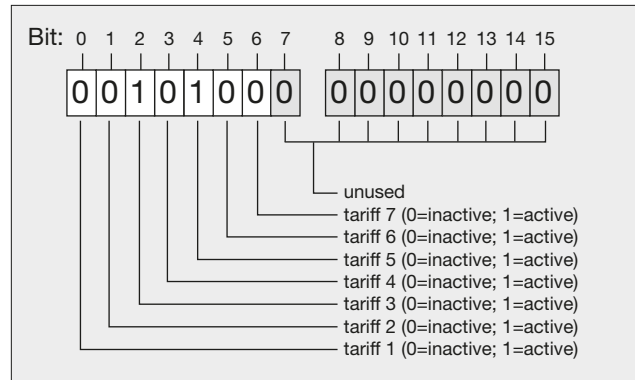 Bit: 0 1 2 3 4 5 6 7 8 9 10 11 12 13 14 15
0 0 1 0 1 0 0 0 0 0 0 0 0 0 0 0
unused
tariff 7 (0=inactive; 1=active)
tariff 6 (0=inactive; 1=active)
tariff 5 (0=inactive; 1=active)
tariff 4 (0=inactive; 1=active)
tariff 3 (0=inactive; 1=active)
tariff 2 (0=inactive; 1=active)
tariff 1 (0=inactive; 1=active)